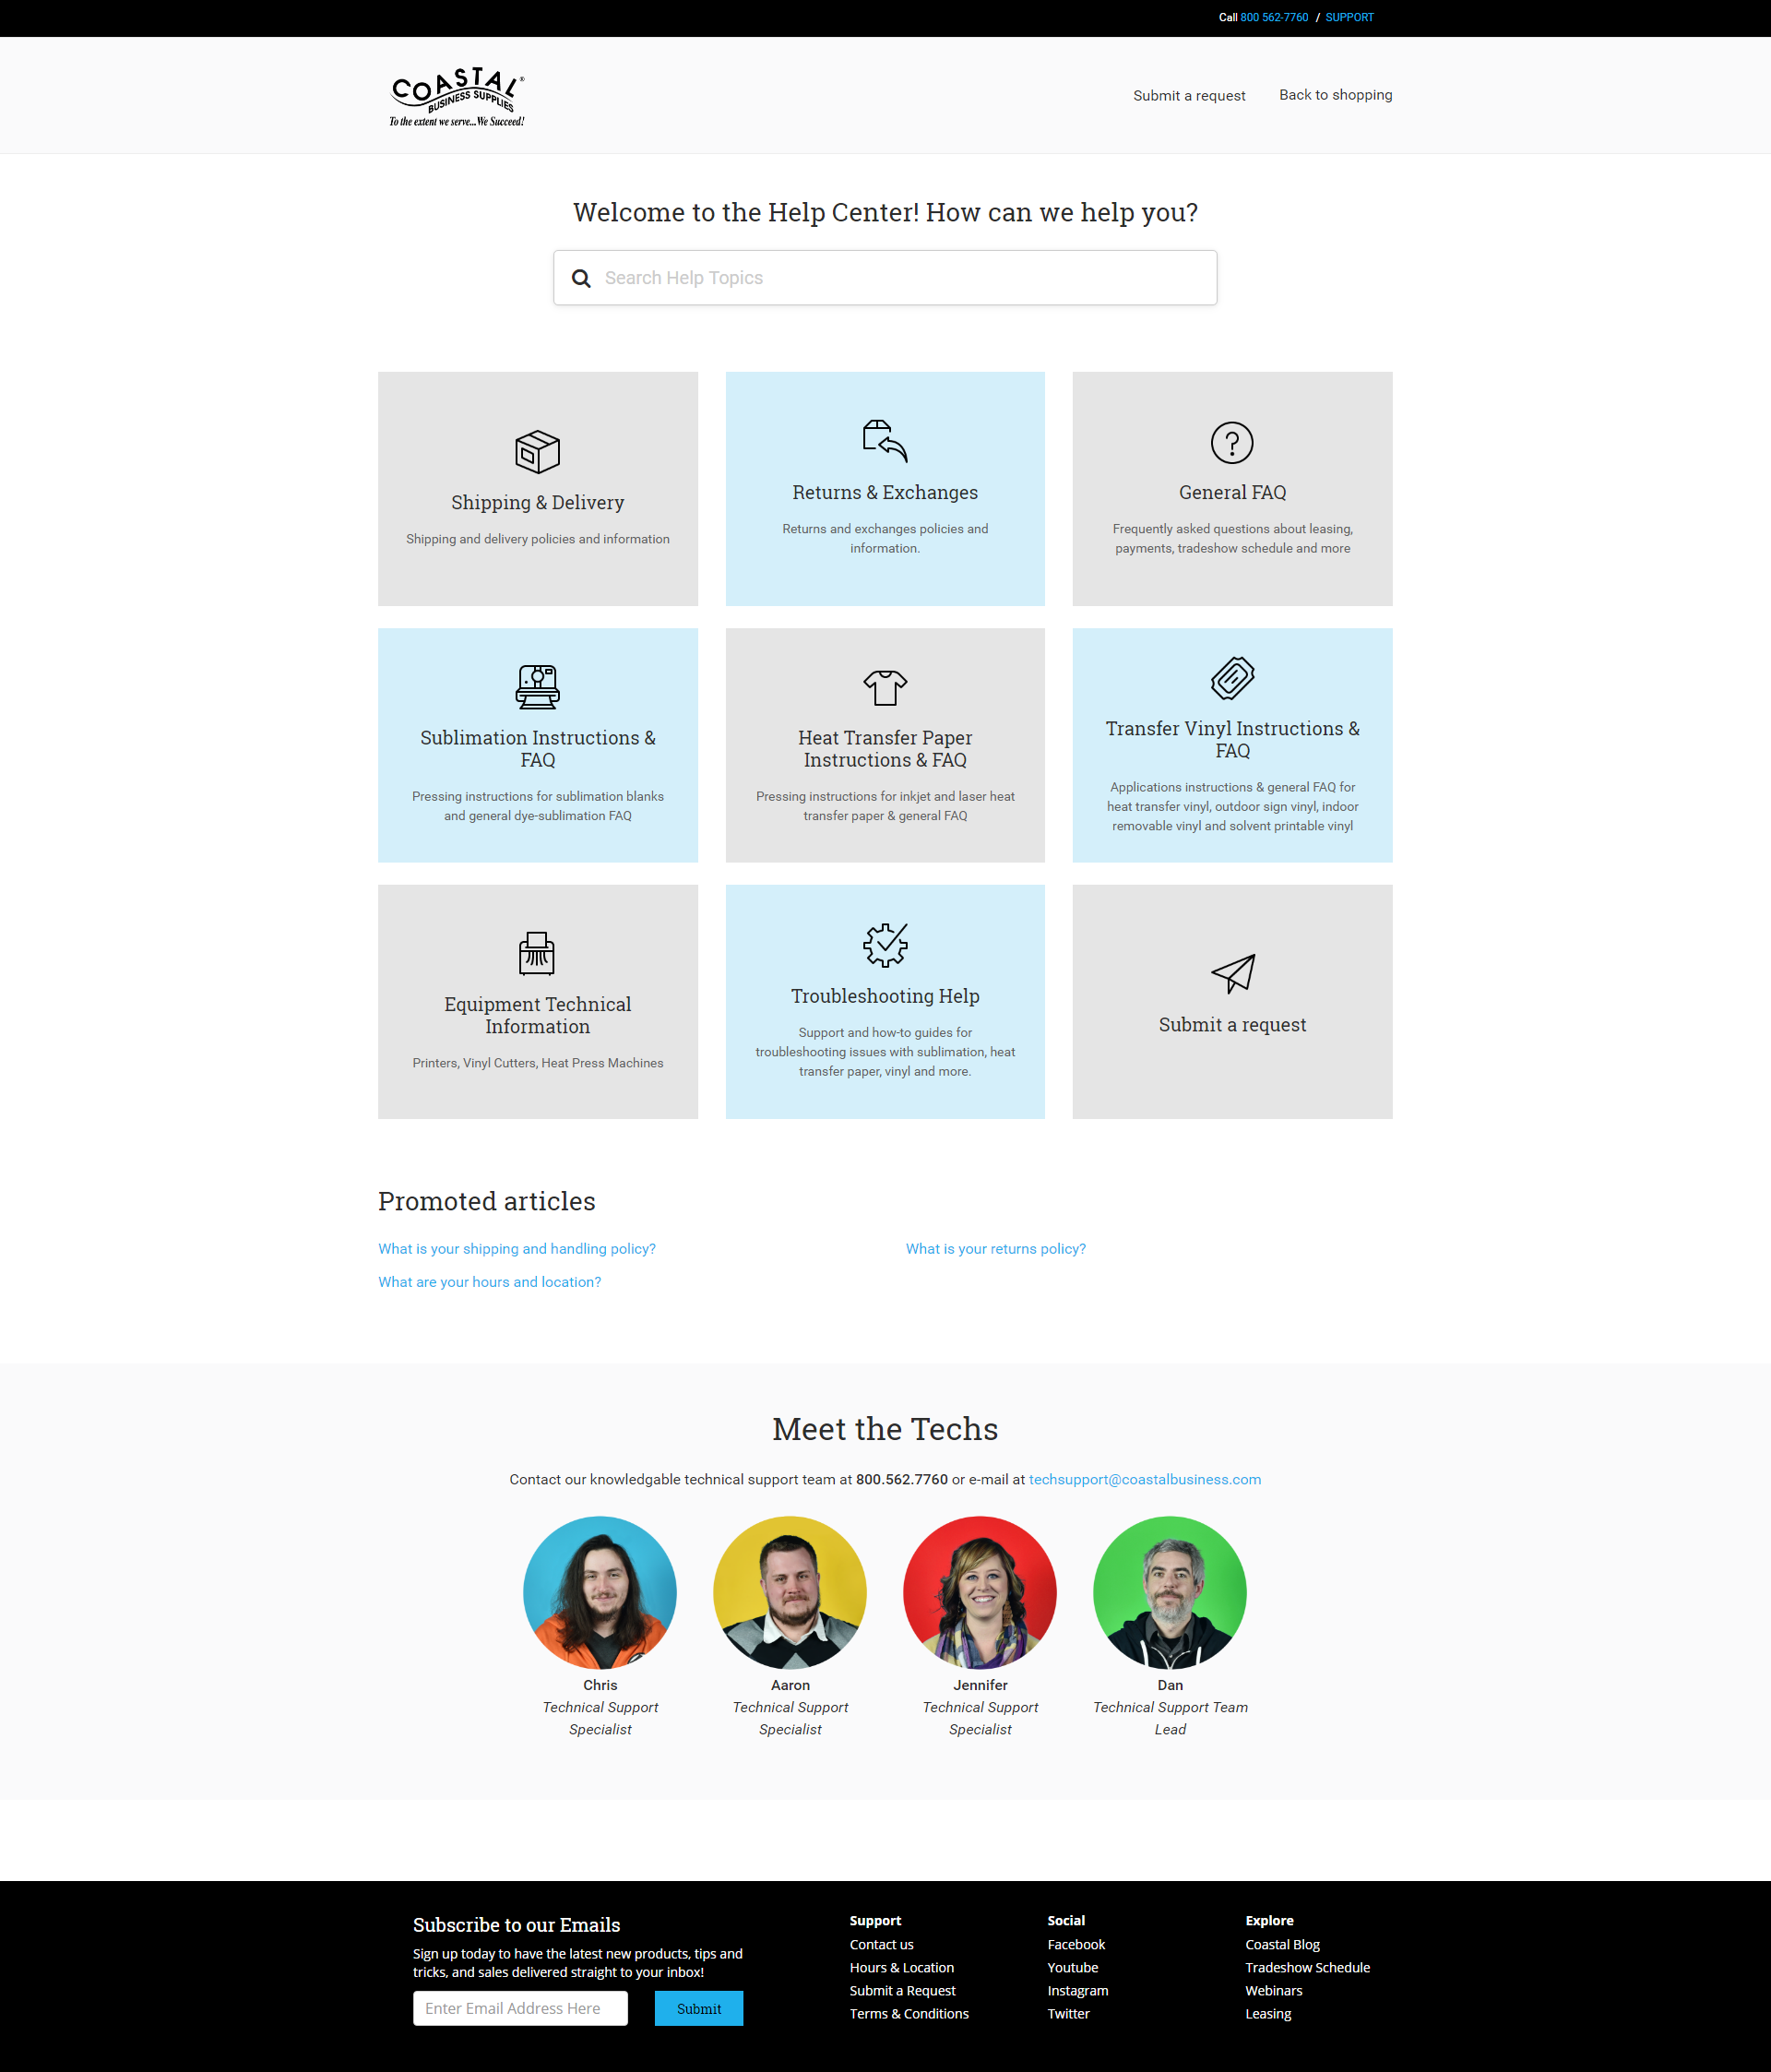 Call 800 562-7760 / SUPPORT
COASTAL®
BUSINESS SUPPLIES
To the extent we serve...We Succeed!
Submit a request
Back to shopping
Welcome to the Help Center! How can we help you?
Search Help Topics
Shipping & Delivery
Shipping and delivery policies and information
Returns & Exchanges
Returns and exchanges policies and
information.
General FAQ
Frequently asked questions about leasing,
payments, tradeshow schedule and more
Sublimation Instructions &
FAQ
Pressing instructions for sublimation blanks
and general dye-sublimation FAQ
Heat Transfer Paper
Instructions & FAQ
Pressing instructions for inkjet and laser heat
transfer paper & general FAQ
Transfer Vinyl Instructions &
FAQ
Applications instructions & general FAQ for
heat transfer vinyl, outdoor sign vinyl, indoor
removable vinyl and solvent printable vinyl
Equipment Technical
Information
Printers, Vinyl Cutters, Heat Press Machines
Troubleshooting Help
Support and how-to guides for
troubleshooting issues with sublimation, heat
transfer paper, vinyl and more.
Submit a request
Promoted articles
What is your shipping and handling policy?
What is your returns policy?
What are your hours and location?
Meet the Techs
Contact our knowledgable technical support team at 800.562.7760 or e-mail at techsupport@coastalbusiness.com
Chris
Technical Support
Specialist
Aaron
Technical Support
Specialist
Jennifer
Technical Support
Specialist
Dan
Technical Support Team
Lead
Subscribe to our Emails
Sign up today to have the latest new products, tips and
tricks, and sales delivered straight to your inbox!
Enter Email Address Here
Submit
Support
Contact us
Hours & Location
Submit a Request
Terms & Conditions
Social
Facebook
Youtube
Instagram
Twitter
Explore
Coastal Blog
Tradeshow Schedule
Webinars
Leasing